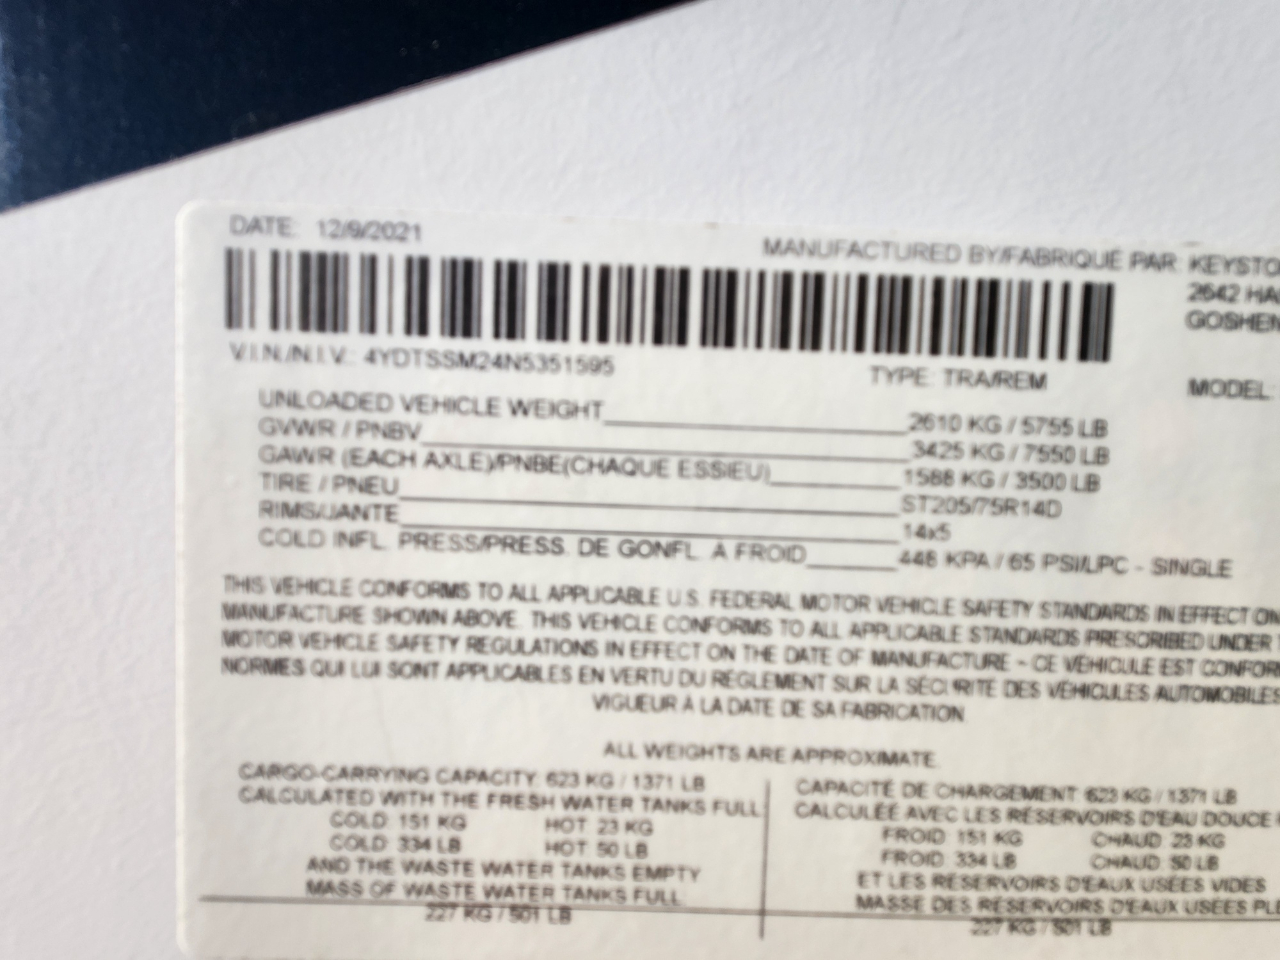 DATE: 12/9/2021
MANUFACTURED BY/FABRIQUÉ PAR: KEYSTO
2642 HA
GOSHEN
V.I.N./N.I.V.: 4YDTSSM24N5351595
TYPE: TRA/REM
MODEL:
UNLOADED VEHICLE WEIGHT 2610 KG / 5755 LB
GVWR / PNBV 3425 KG / 7550 LB
GAWR (EACH AXLE)/PNBE(CHAQUE ESSIEU) 1588 KG / 3500 LB
TIRE / PNEU ST205/75R14D
RIMS/JANTE 14x5
COLD INFL. PRESS/PRESS. DE GONFL. A FROID 448 KPA / 65 PSI/LPC - SINGLE
THIS VEHICLE CONFORMS TO ALL APPLICABLE U.S. FEDERAL MOTOR VEHICLE SAFETY STANDARDS IN EFFECT ON
MANUFACTURE SHOWN ABOVE. THIS VEHICLE CONFORMS TO ALL APPLICABLE STANDARDS PRESCRIBED UNDER
MOTOR VEHICLE SAFETY REGULATIONS IN EFFECT ON THE DATE OF MANUFACTURE - CE VÉHICULE EST CONFOR
NORMES QUI LUI SONT APPLICABLES EN VERTU DU RÈGLEMENT SUR LA SÉCURITÉ DES VÉHICULES AUTOMOBILES
VIGUEUR À LA DATE DE SA FABRICATION
ALL WEIGHTS ARE APPROXIMATE.
CARGO-CARRYING CAPACITY: 623 KG / 1371 LB
CALCULATED WITH THE FRESH WATER TANKS FULL
COLD: 151 KG HOT: 23 KG
COLD: 334 LB HOT: 50 LB
AND THE WASTE WATER TANKS EMPTY
MASS OF WASTE WATER TANKS FULL
227 KG / 501 LB
CAPACITÉ DE CHARGEMENT: 623 KG / 1371 LB
CALCULÉE AVEC LES RÉSERVOIRS D'EAU DOUCE
FROID: 151 KG CHAUD: 23 KG
FROID: 334 LB CHAUD: 50 LB
ET LES RÉSERVOIRS D'EAUX USÉES VIDES
MASSE DES RÉSERVOIRS D'EAUX USÉES PL
227 KG / 501 LB